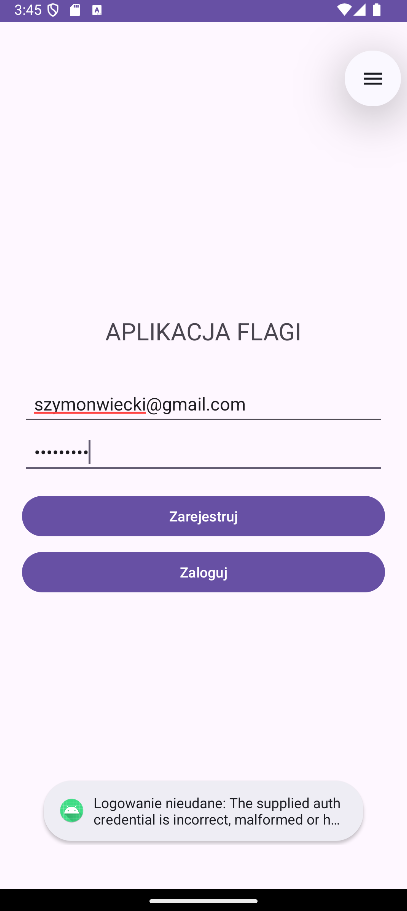 3:45
APLIKACJA FLAGI
szymonwiecki@gmail.com
•••••••••
Zarejestruj
Zaloguj
Logowanie nieudane: The supplied auth
credential is incorrect, malformed or h...